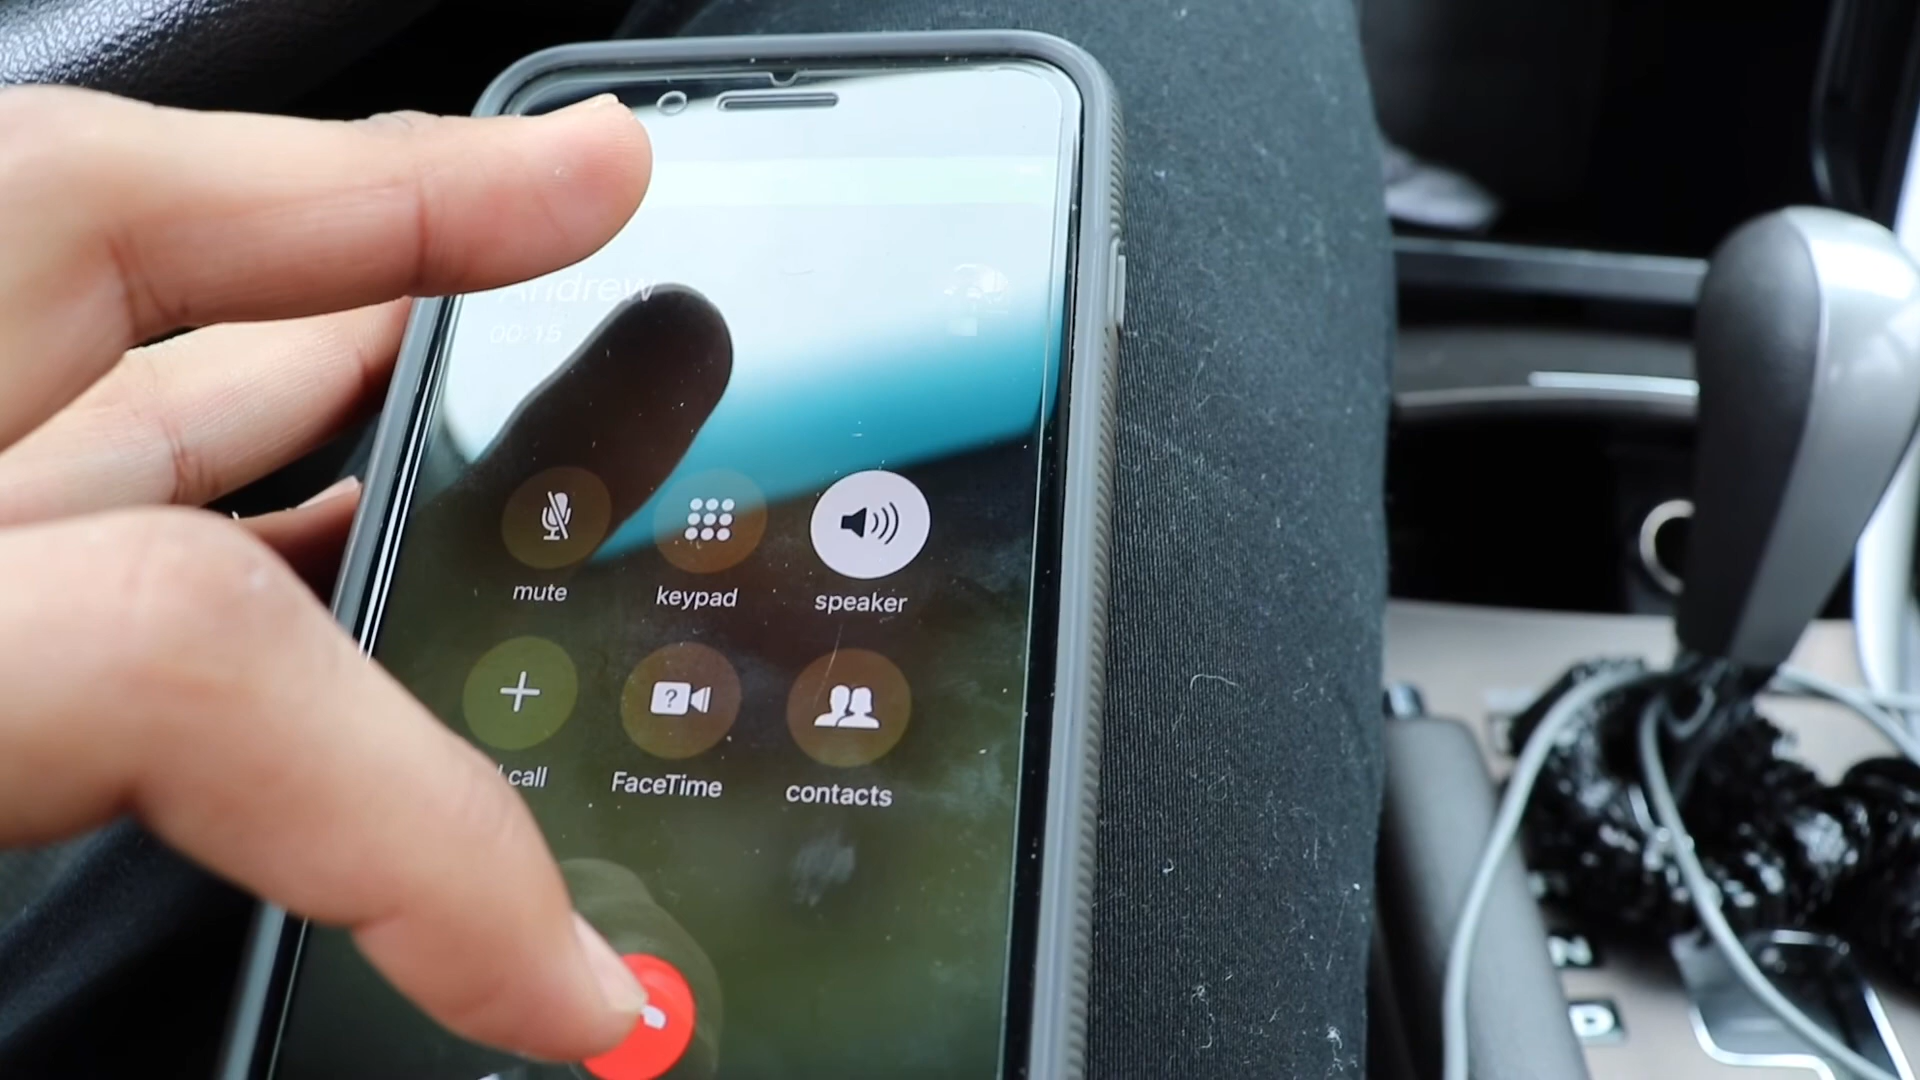 Andrew
00:15
mute keypad speaker
call FaceTime contacts
N
D